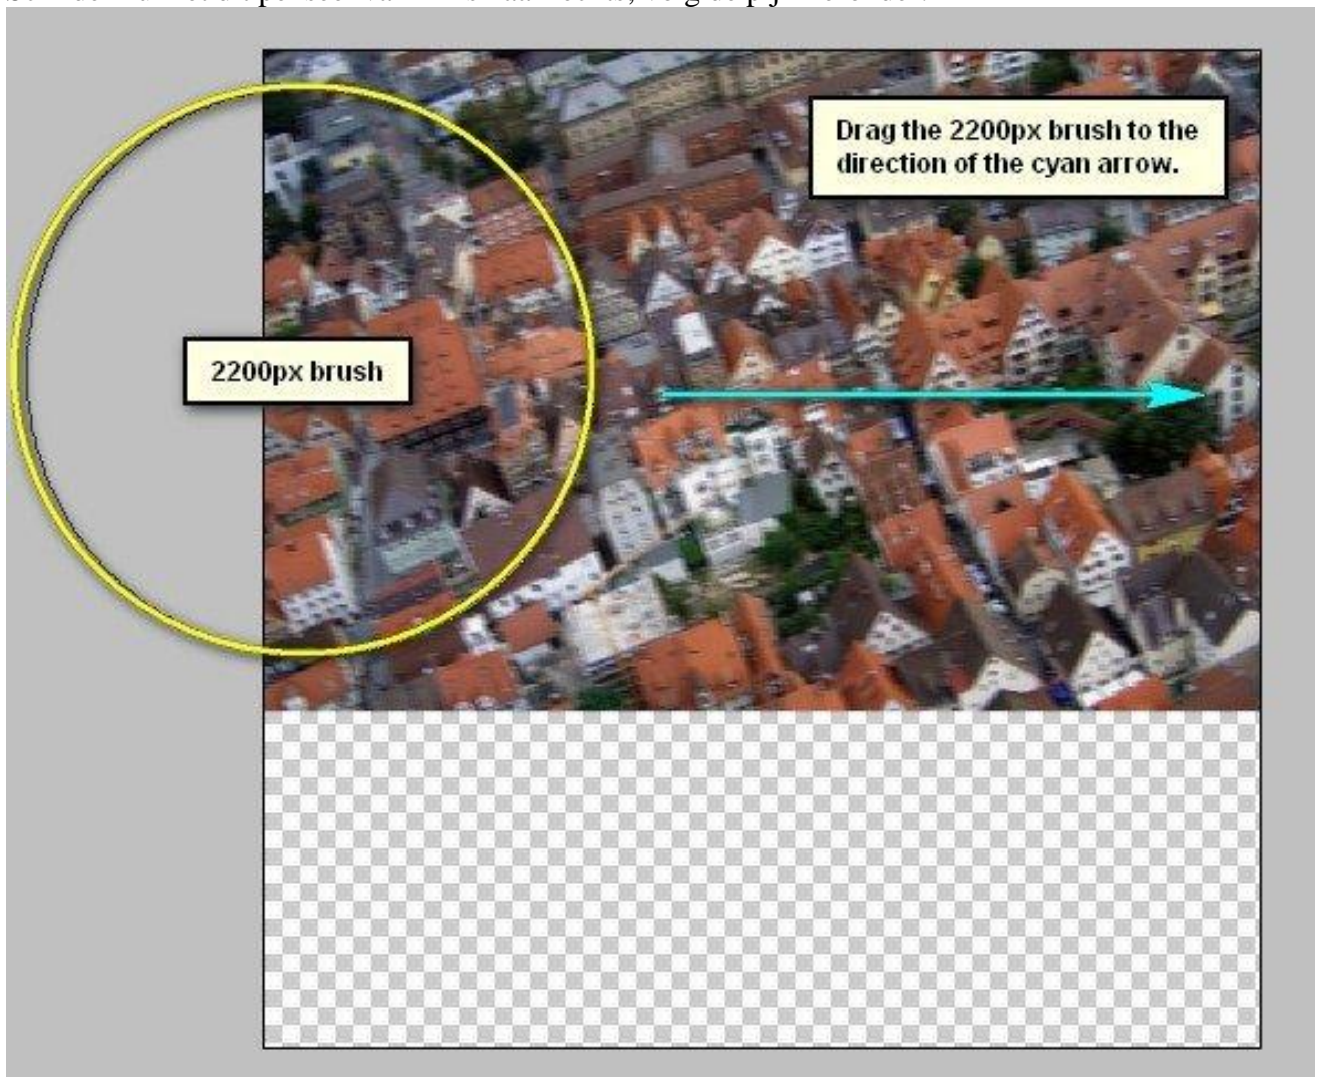 Drag the 2200px brush to the
direction of the cyan arrow.
2200px brush